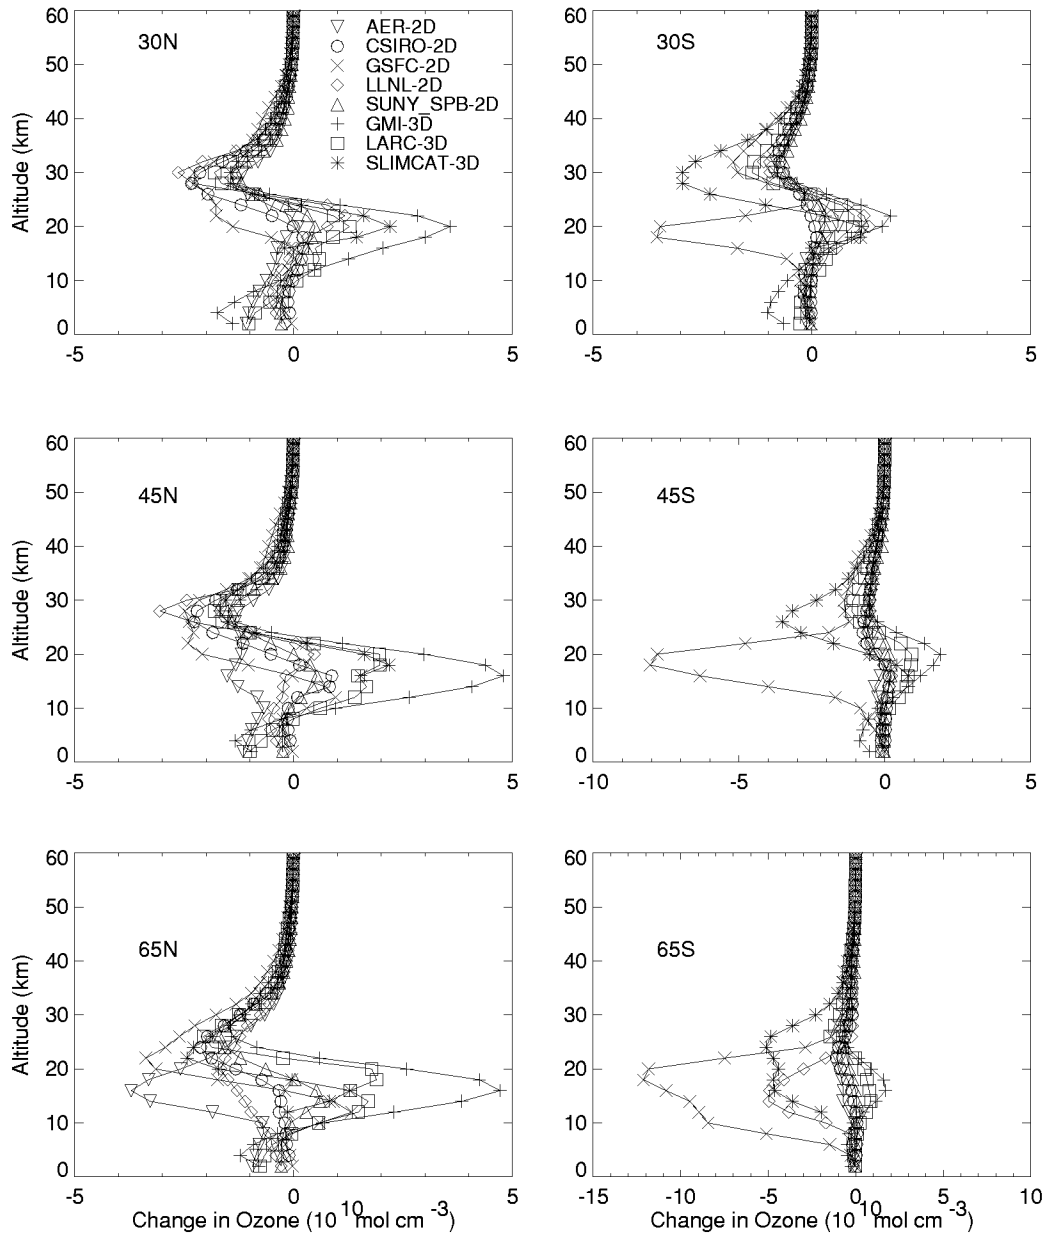 60
50
40
30
20
10
0
Altitude (km)
30N
AER-2D
CSIRO-2D
GSFC-2D
LLNL-2D
SUNY_SPB-2D
GMI-3D
LARC-3D
SLIMCAT-3D
-5 0 5
60
50
40
30
20
10
0
30S
-5 0 5
60
50
40
30
20
10
0
Altitude (km)
45N
-5 0 5
60
50
40
30
20
10
0
45S
-10 -5 0 5
60
50
40
30
20
10
0
Altitude (km)
65N
-5 0 5
Change in Ozone (10^10 mol cm^-3)
60
50
40
30
20
10
0
65S
-15 -10 -5 0 5 10
Change in Ozone (10^10 mol cm^-3)